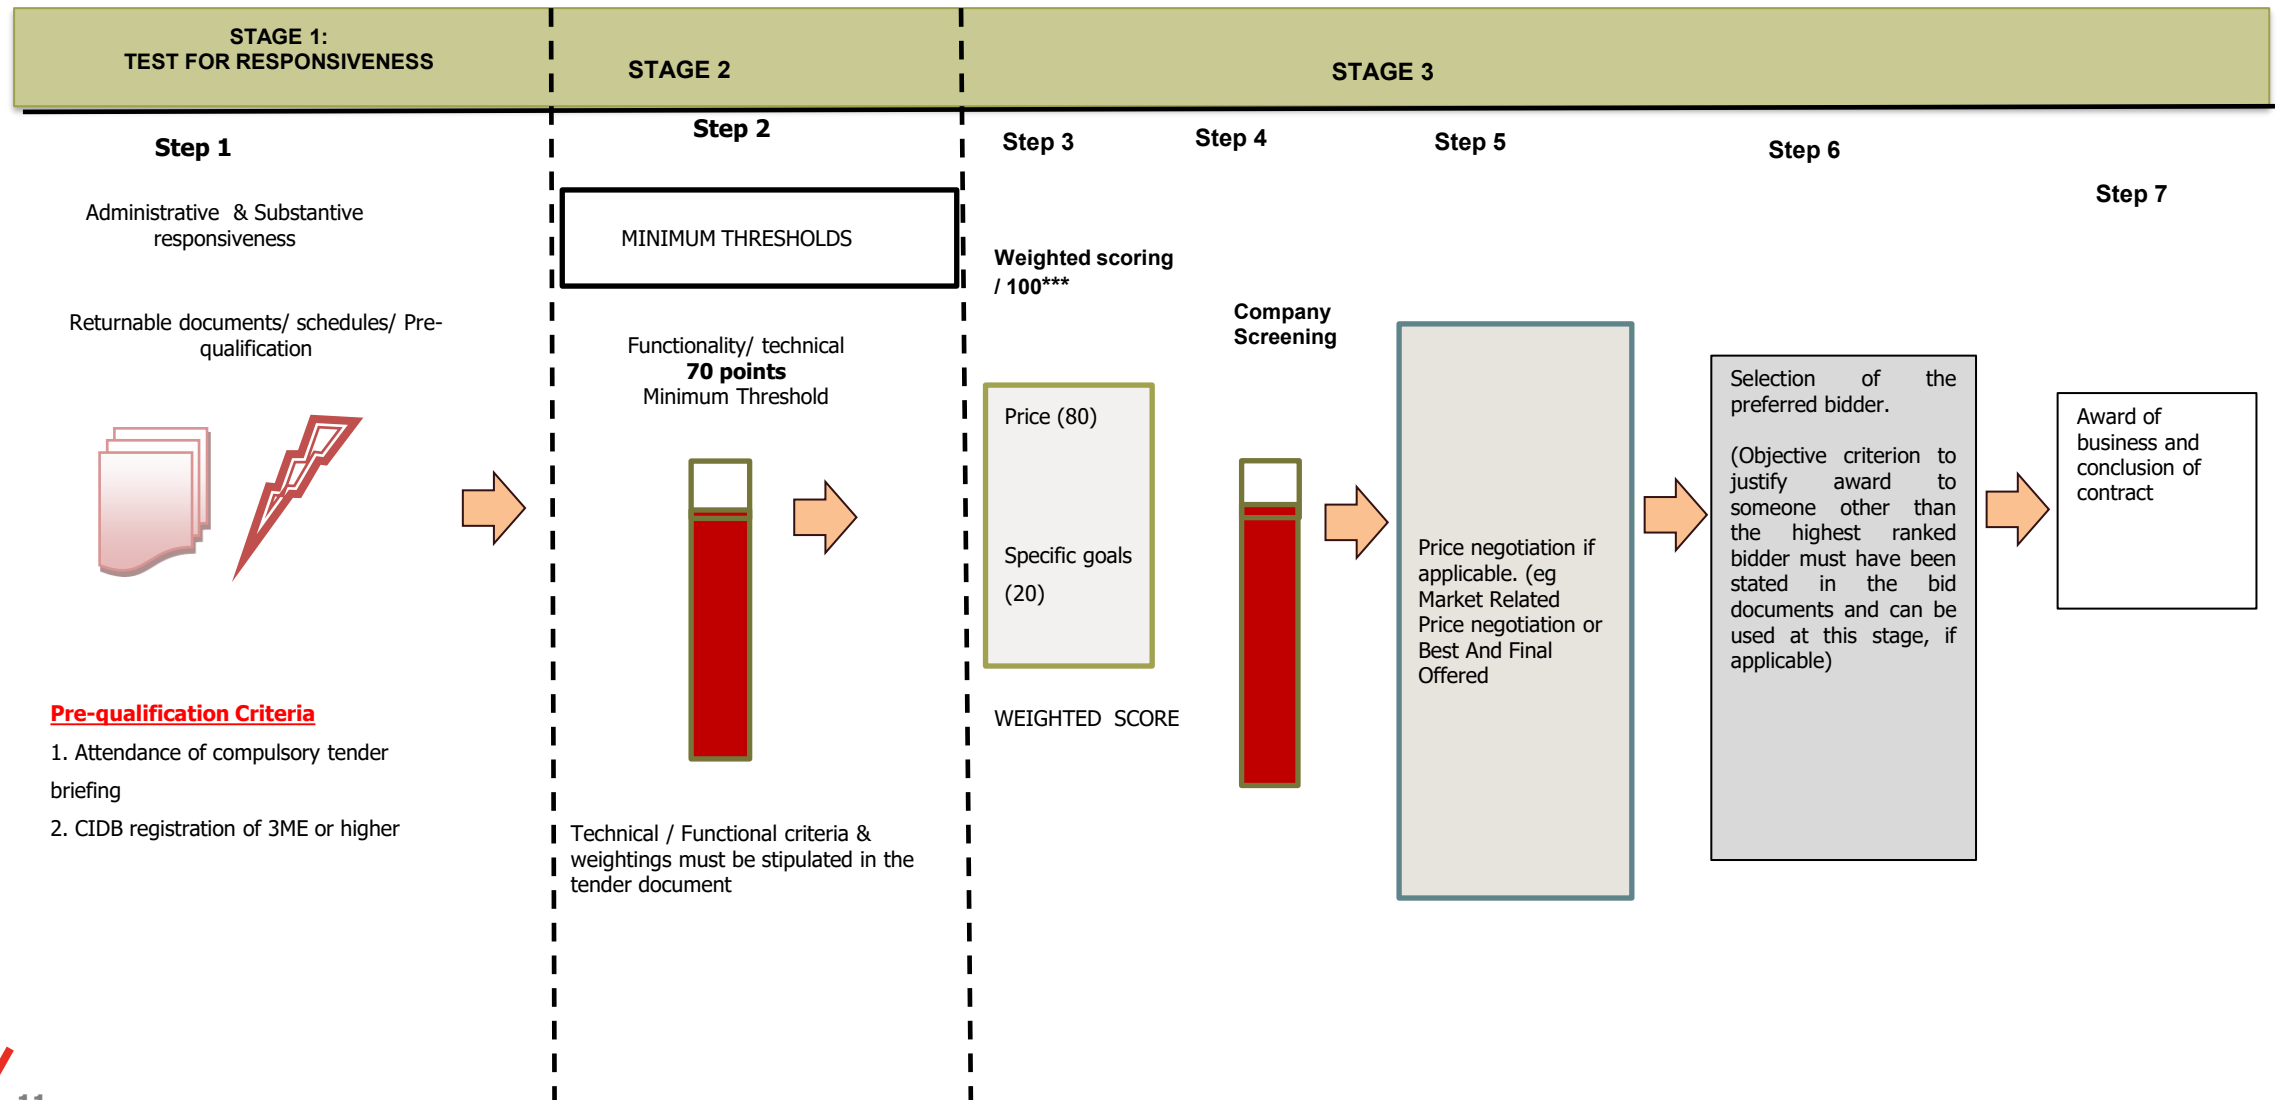 STAGE 1:
TEST FOR RESPONSIVENESS
STAGE 2
STAGE 3
Step 1
Administrative & Substantive
responsiveness
Returnable documents/ schedules/ Pre-
qualification
Pre-qualification Criteria
1. Attendance of compulsory tender
briefing
2. CIDB registration of 3ME or higher
Step 2
MINIMUM THRESHOLDS
Functionality/ technical
70 points
Minimum Threshold
Technical / Functional criteria &
weightings must be stipulated in the
tender document
Step 3
Weighted scoring
/ 100***
Price (80)
Specific goals
(20)
WEIGHTED SCORE
Step 4
Company
Screening
Step 5
Price negotiation if
applicable. (eg
Market Related
Price negotiation or
Best And Final
Offered
Step 6
Selection of the
preferred bidder.
(Objective criterion to
justify award to
someone other than
the highest ranked
bidder must have been
stated in the bid
documents and can be
used at this stage, if
applicable)
Step 7
Award of
business and
conclusion of
contract